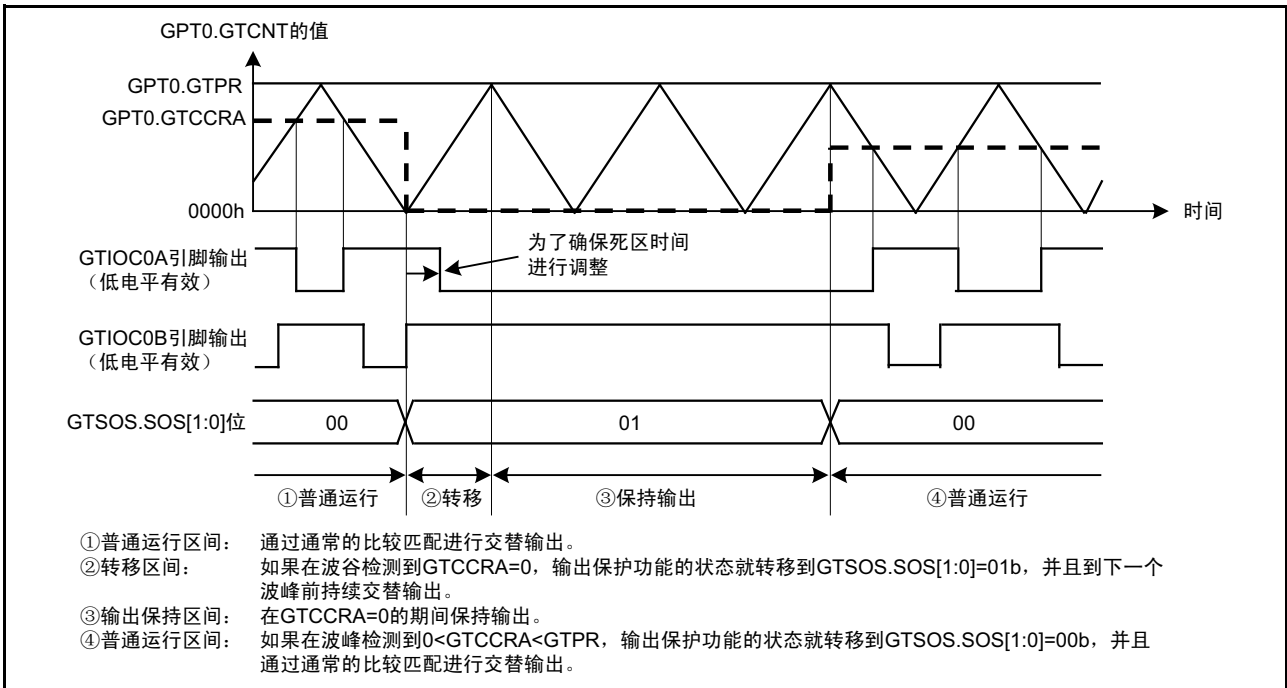 GPT0.GTCNT的值
GPT0.GTPR
GPT0.GTCCRA
0000h
时间
为了确保死区时间
进行调整
GTIOC0A引脚输出
（低电平有效）
GTIOC0B引脚输出
（低电平有效）
GTSOS.SOS[1:0]位
00
01
00
①普通运行
②转移
③保持输出
④普通运行
①普通运行区间： 通过通常的比较匹配进行交替输出。
②转移区间： 如果在波谷检测到GTCCRA=0，输出保护功能的状态就转移到GTSOS.SOS[1:0]=01b，并且到下一个
波峰前持续交替输出。
③输出保持区间： 在GTCCRA=0的期间保持输出。
④普通运行区间： 如果在波峰检测到0<GTCCRA<GTPR，输出保护功能的状态就转移到GTSOS.SOS[1:0]=00b，并且
通过通常的比较匹配进行交替输出。